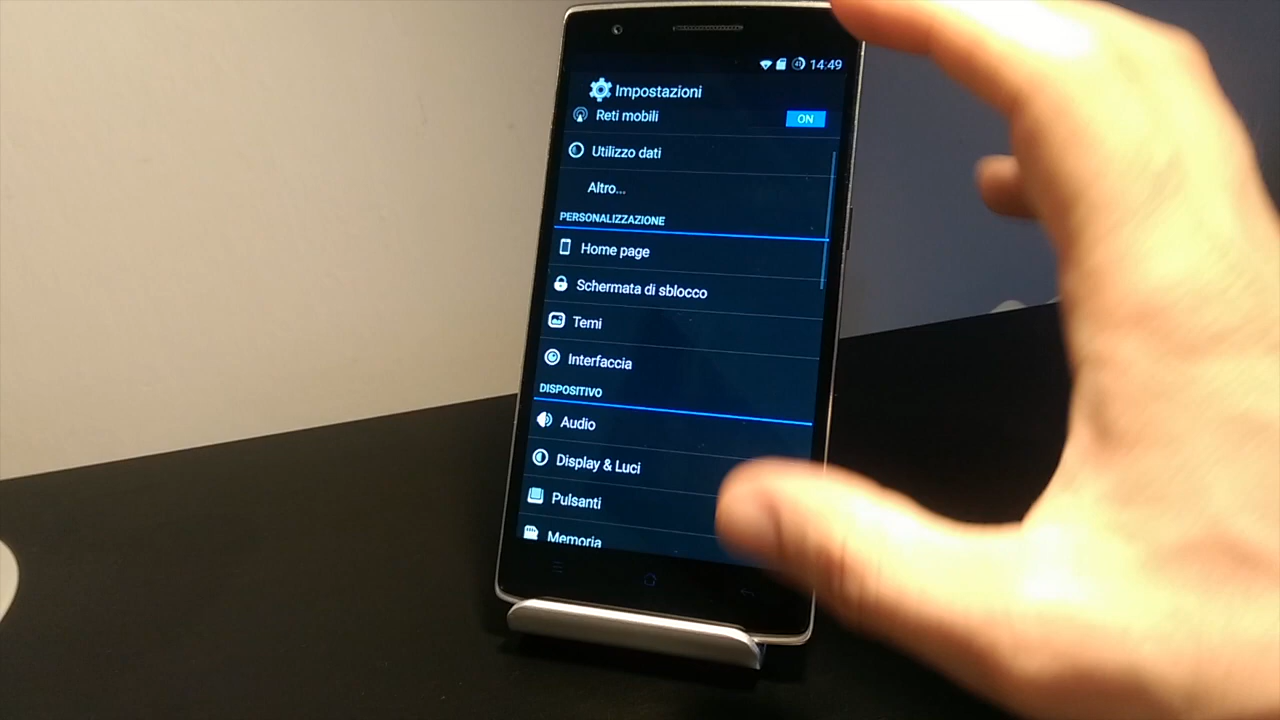 14:49
Impostazioni
Reti mobili
ON
Utilizzo dati
Altro...
PERSONALIZZAZIONE
Home page
Schermata di sblocco
Temi
Interfaccia
DISPOSITIVO
Audio
Display & Luci
Pulsanti
Memoria